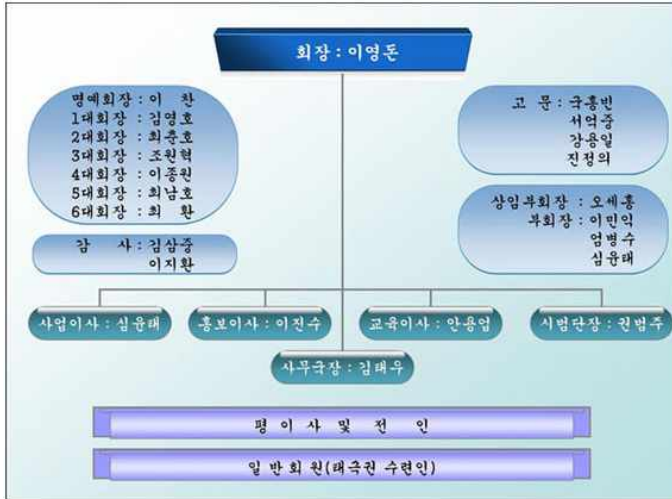 회장:이영돈
명예회장:이 찬
1대회장:김영호
2대회장:최춘호
3대회장:조원혁
4대회장:이종원
5대회장:최남호
6대회장:최 환
감 사:김삼중
이지환
고 문:국흥빈
서억중
강용일
진정의
상임부회장:오세흥
부회장:이민익
엄병수
심윤태
사업이사:심윤태
홍보이사:이진수
교육이사:안용업
시범단장:권범주
사무국장:김태우
평 이 사 및 전 인
일 반 회 원(태극권 수련인)